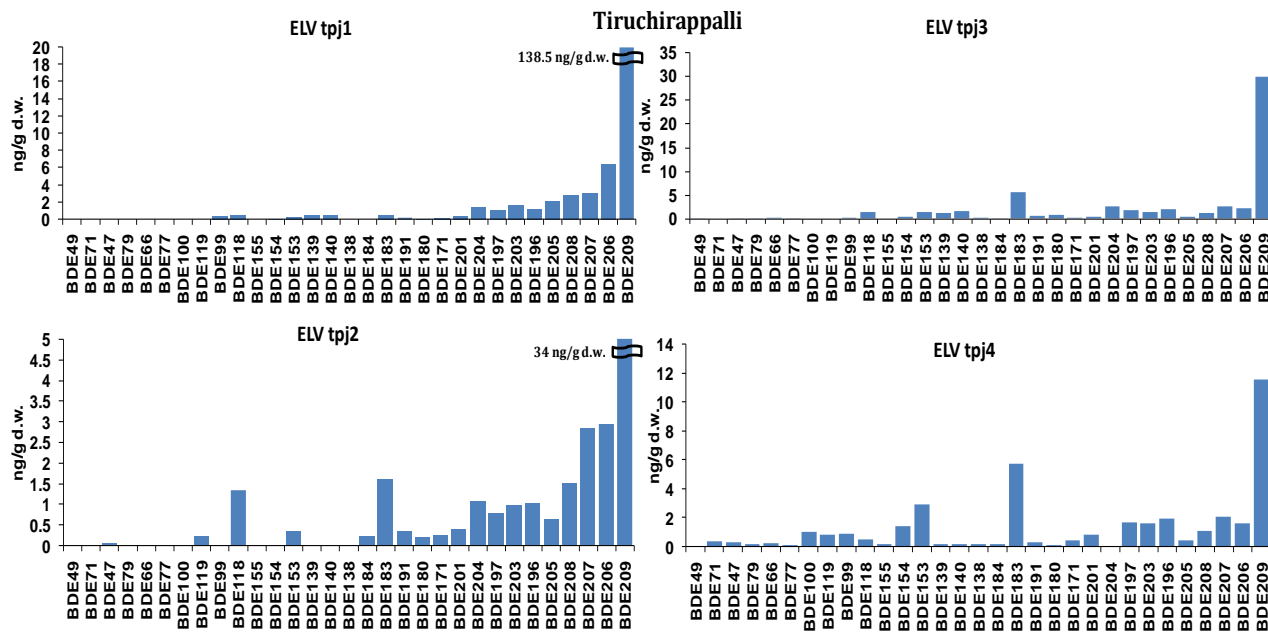 Tiruchirappalli
ELV tpj1
ng/g d.w.
20
18
16
14
12
10
8
6
4
2
0
138.5 ng/g d.w.
BDE49
BDE71
BDE47
BDE79
BDE66
BDE77
BDE100
BDE119
BDE99
BDE118
BDE155
BDE154
BDE153
BDE139
BDE140
BDE138
BDE184
BDE183
BDE191
BDE180
BDE171
BDE201
BDE204
BDE197
BDE203
BDE196
BDE205
BDE208
BDE207
BDE206
BDE209
ELV tpj3
ng/g d.w.
35
30
25
20
15
10
5
0
BDE49
BDE71
BDE47
BDE79
BDE66
BDE77
BDE100
BDE119
BDE99
BDE118
BDE155
BDE154
BDE153
BDE139
BDE140
BDE138
BDE184
BDE183
BDE191
BDE180
BDE171
BDE201
BDE204
BDE197
BDE203
BDE196
BDE205
BDE208
BDE207
BDE206
BDE209
ELV tpj2
ng/g d.w.
5
4.5
4
3.5
3
2.5
2
1.5
1
0.5
0
34 ng/g d.w.
BDE49
BDE71
BDE47
BDE79
BDE66
BDE77
BDE100
BDE119
BDE99
BDE118
BDE155
BDE154
BDE153
BDE139
BDE140
BDE138
BDE184
BDE183
BDE191
BDE180
BDE171
BDE201
BDE204
BDE197
BDE203
BDE196
BDE205
BDE208
BDE207
BDE206
BDE209
ELV tpj4
ng/g d.w.
14
12
10
8
6
4
2
0
BDE49
BDE71
BDE47
BDE79
BDE66
BDE77
BDE100
BDE119
BDE99
BDE118
BDE155
BDE154
BDE153
BDE139
BDE140
BDE138
BDE184
BDE183
BDE191
BDE180
BDE171
BDE201
BDE204
BDE197
BDE203
BDE196
BDE205
BDE208
BDE207
BDE206
BDE209